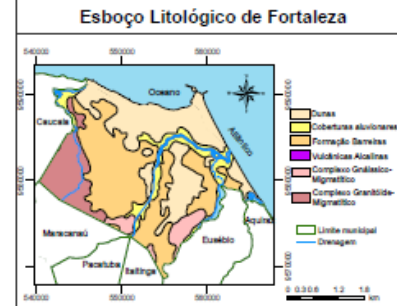 Esboço Litológico de Fortaleza
540000 550000 560000
Oceano
Atlântico
Caucaia
Maracanaú
Pacatuba
Itaitinga
Eusébio
Aquiraz
Dunas
Coberturas aluvionares
Formação Barreiras
Vulcânicas Alcalinas
Complexo Gnáissico-
Migmatítico
Complexo Granitóide-
Migmatítico
Limite municipal
Drenagem
540000 550000 560000
0 0.3 0.6 1.2 1.8
km